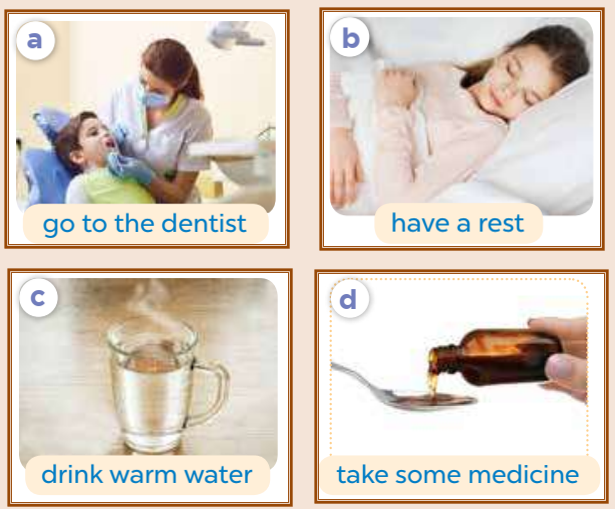 a
go to the dentist
b
have a rest
c
drink warm water
d
take some medicine